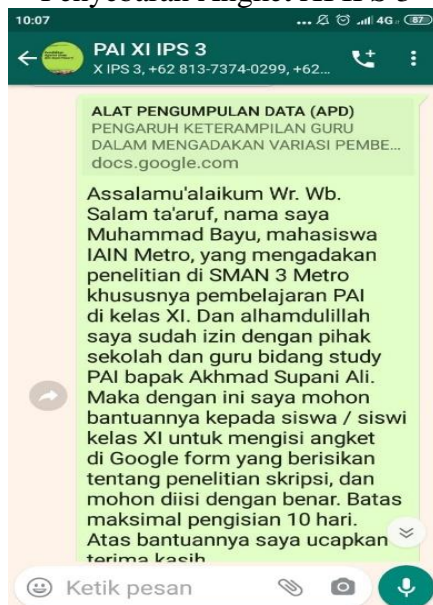 10:07
4G
87
PAI XI IPS 3
X IPS 3, +62 813-7374-0299, +62...
ALAT PENGUMPULAN DATA (APD)
PENGARUH KETERAMPILAN GURU
DALAM MENGADAKAN VARIASI PEMBE...
docs.google.com
Assalamu'alaikum Wr. Wb.
Salam ta'aruf, nama saya
Muhammad Bayu, mahasiswa
IAIN Metro, yang mengadakan
penelitian di SMAN 3 Metro
khususnya pembelajaran PAI
di kelas XI. Dan alhamdulillah
saya sudah izin dengan pihak
sekolah dan guru bidang study
PAI bapak Akhmad Supani Ali.
Maka dengan ini saya mohon
bantuannya kepada siswa / siswi
kelas XI untuk mengisi angket
di Google form yang berisikan
tentang penelitian skripsi, dan
mohon diisi dengan benar. Batas
maksimal pengisian 10 hari.
Atas bantuannya saya ucapkan
terima kasih
Ketik pesan